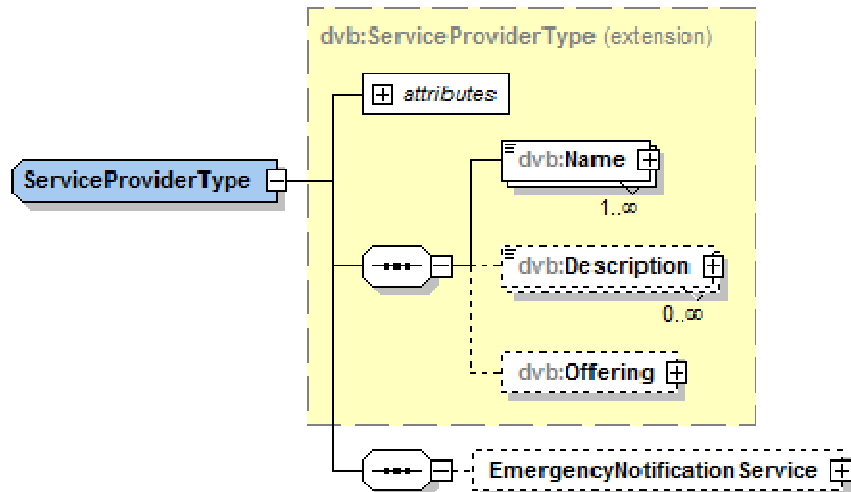 dvb:ServiceProviderType (extension)
attributes
ServiceProviderType
dvb:Name
1..∞
dvb:Description
0..∞
dvb:Offering
EmergencyNotificationService